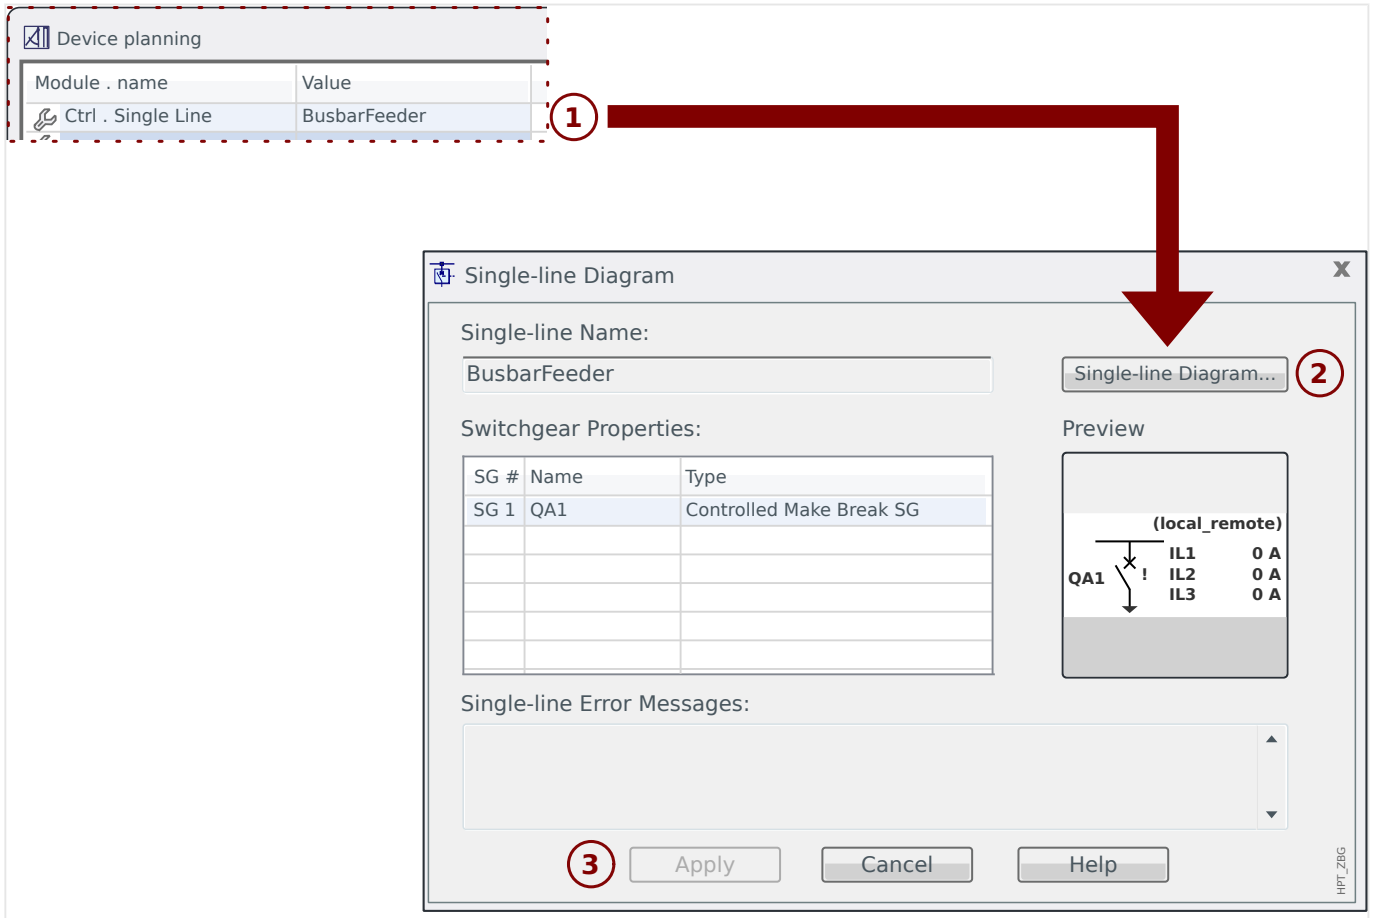 Device planning
Module . name Value
Ctrl . Single Line BusbarFeeder
1
Single-line Diagram x
Single-line Name:
BusbarFeeder
Single-line Diagram...
2
Switchgear Properties:
Preview
SG # Name Type
SG 1 QA1 Controlled Make Break SG
(local_remote)
IL1 0 A
QA1 ! IL2 0 A
IL3 0 A
Single-line Error Messages:
3
Apply Cancel Help
HPT_ZBG